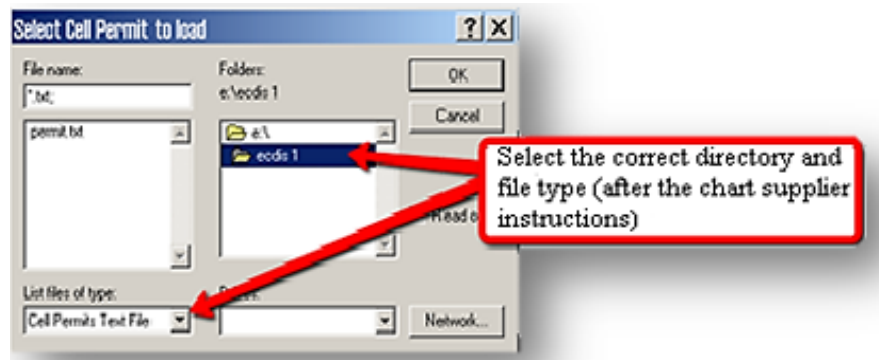 Select Cell Permit to load
File name:
*.txt;
permit.txt
Folders:
e:\ecdis 1
e:\
ecdis 1
OK
Cancel
Select the correct directory and
file type (after the chart supplier
instructions)
Read o
List files of type:
Cell Permits Text File
Network...